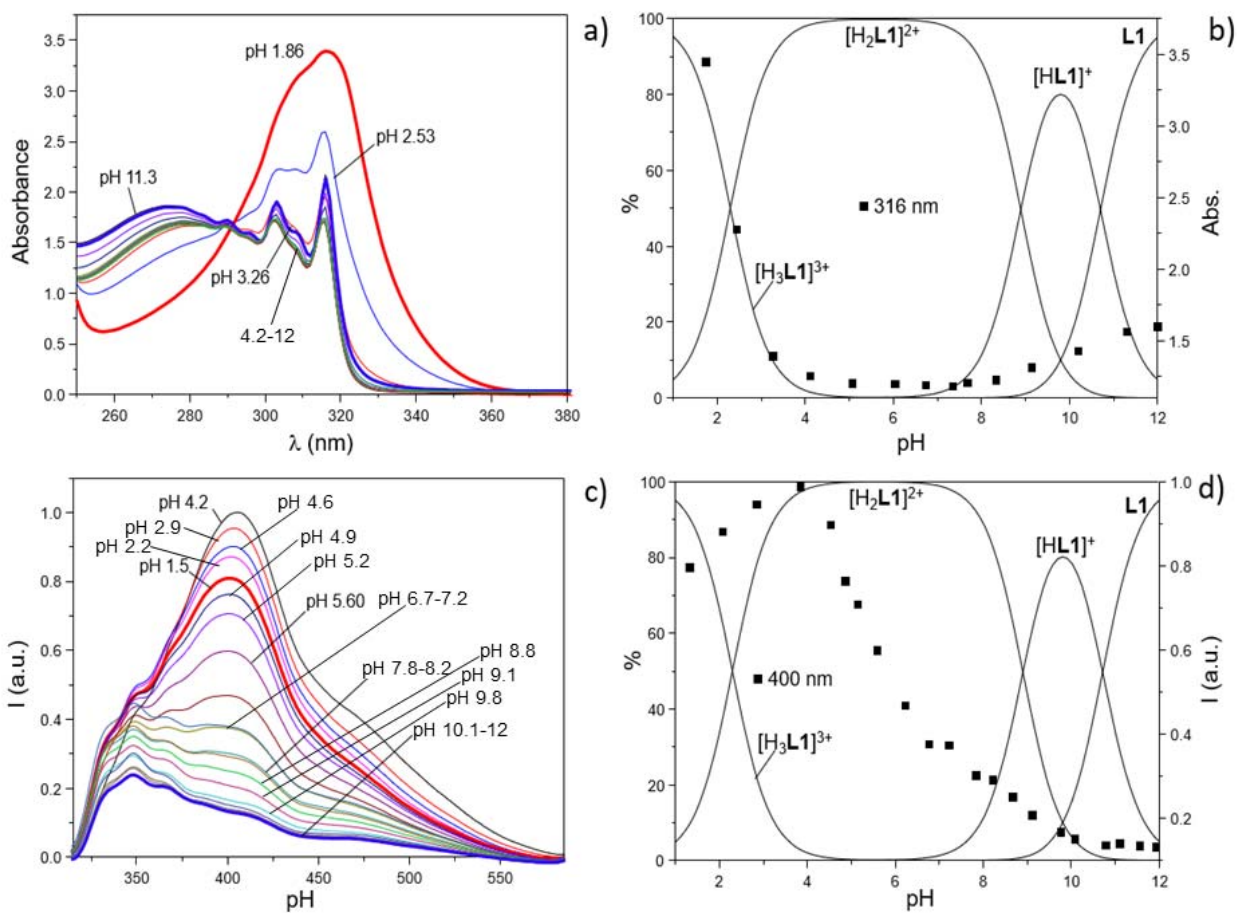 a)
pH 1.86
pH 2.53
pH 11.3
pH 3.26
4.2-12
Absorbance
3.5
3.0
2.5
2.0
1.5
1.0
0.5
0.0
260 280 300 320 340 360 380
λ (nm)
b)
[H2L1]2+
L1
[HL1]+
316 nm
[H3L1]3+
%
100
80
60
40
20
0
Abs.
3.5
3.0
2.5
2.0
1.5
2 4 6 8 10 12
pH
c)
pH 4.2
pH 4.6
pH 2.9
pH 4.9
pH 2.2
pH 5.2
pH 1.5
pH 5.60
pH 6.7-7.2
pH 7.8-8.2
pH 8.8
pH 9.1
pH 9.8
pH 10.1-12
I (a.u.)
1.0
0.8
0.6
0.4
0.2
0.0
350 400 450 500 550
pH
d)
[H2L1]2+
L1
[HL1]+
400 nm
[H3L1]3+
%
100
80
60
40
20
0
I (a.u.)
1.0
0.8
0.6
0.4
0.2
2 4 6 8 10 12
pH